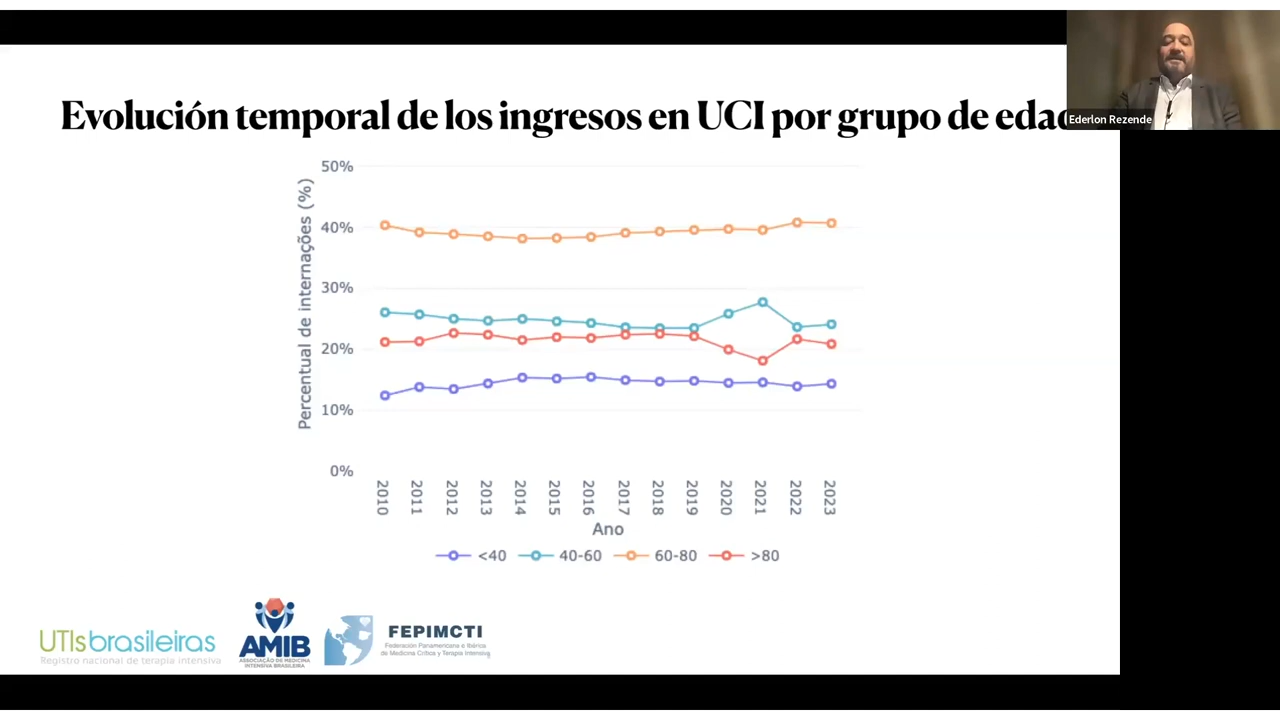 Evolución temporal de los ingresos en UCI por grupo de edad
Ederlon Rezende
Percentual de internações (%)
50%
40%
30%
20%
10%
0%
2010
2011
2012
2013
2014
2015
2016
2017
2018
2019
2020
2021
2022
2023
Ano
<40
40-60
60-80
>80
UTIsbrasileiras
Registro nacional de terapia intensiva
AMIB
ASSOCIAÇÃO DE MEDICINA
INTENSIVA BRASILEIRA
FEPIMCTI
Federación Panamericana e Ibérica
de Medicina Crítica y Terapia Intensiva